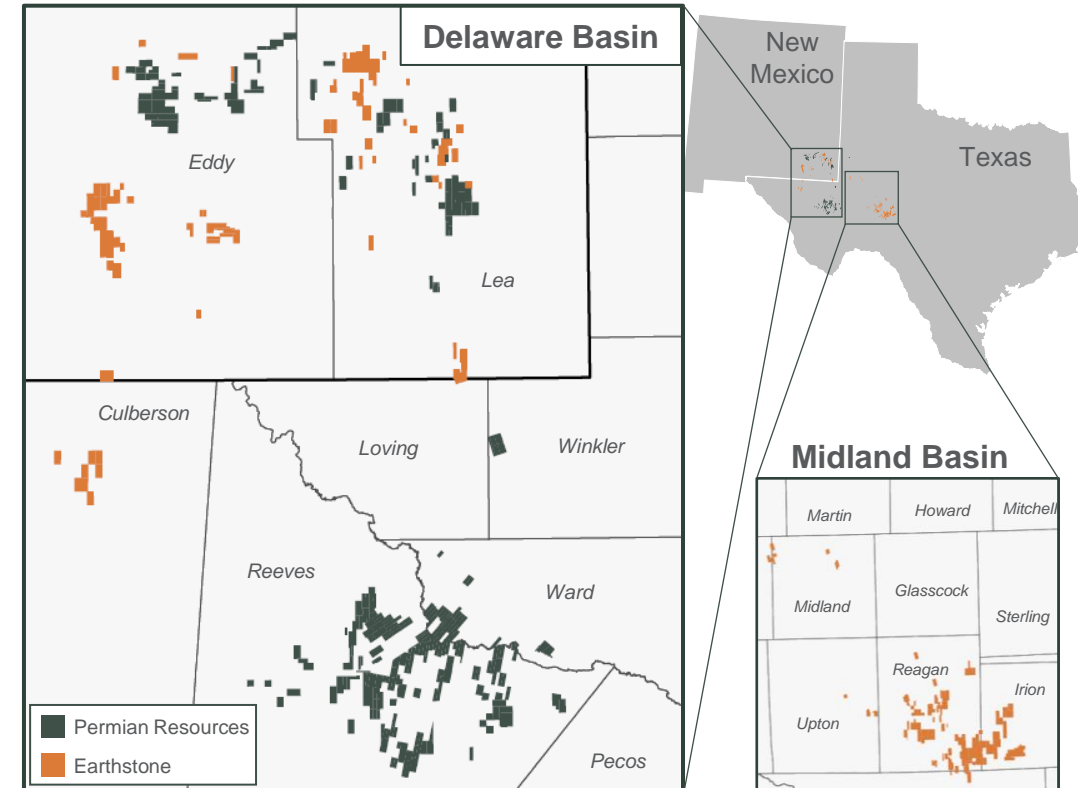 Delaware Basin
New
Mexico
Texas
Eddy
Lea
Culberson
Loving
Winkler
Reeves
Ward
Pecos
Permian Resources
Earthstone
Midland Basin
Martin
Howard
Mitchell
Midland
Glasscock
Sterling
Reagan
Irion
Upton